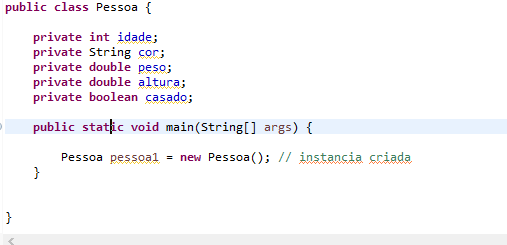 public class Pessoa {
private int idade;
private String cor;
private double peso;
private double altura;
private boolean casado;
public static void main(String[] args) {
Pessoa pessoa1 = new Pessoa(); // instancia criada
}
}